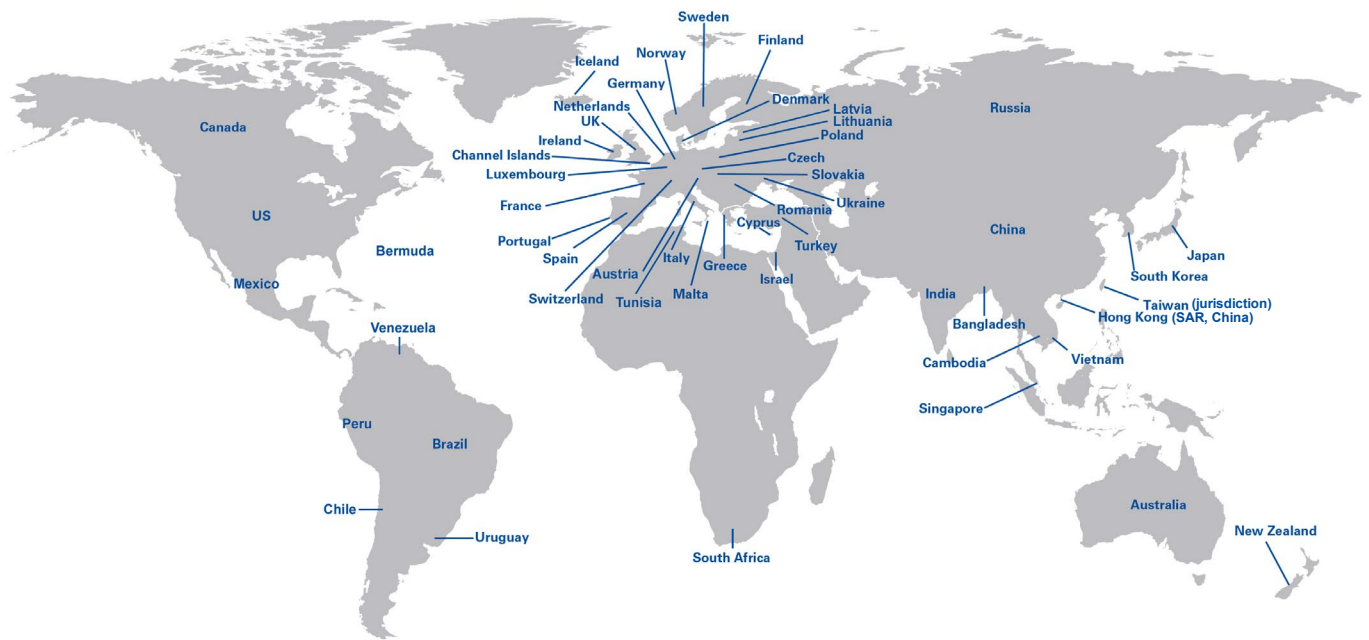 Sweden
Finland
Norway
Iceland
Germany
Denmark
Netherlands
Latvia
Russia
UK
Lithuania
Canada
Poland
Ireland
Channel Islands
Czech
Luxembourg
Slovakia
France
Ukraine
Romania
US
Cyprus
China
Portugal
Turkey
Bermuda
Spain
Italy
Greece
Japan
Austria
Israel
South Korea
Mexico
Switzerland
Tunisia
Malta
India
Taiwan (jurisdiction)
Hong Kong (SAR, China)
Bangladesh
Venezuela
Cambodia
Vietnam
Singapore
Peru
Brazil
Chile
Australia
Uruguay
New Zealand
South Africa